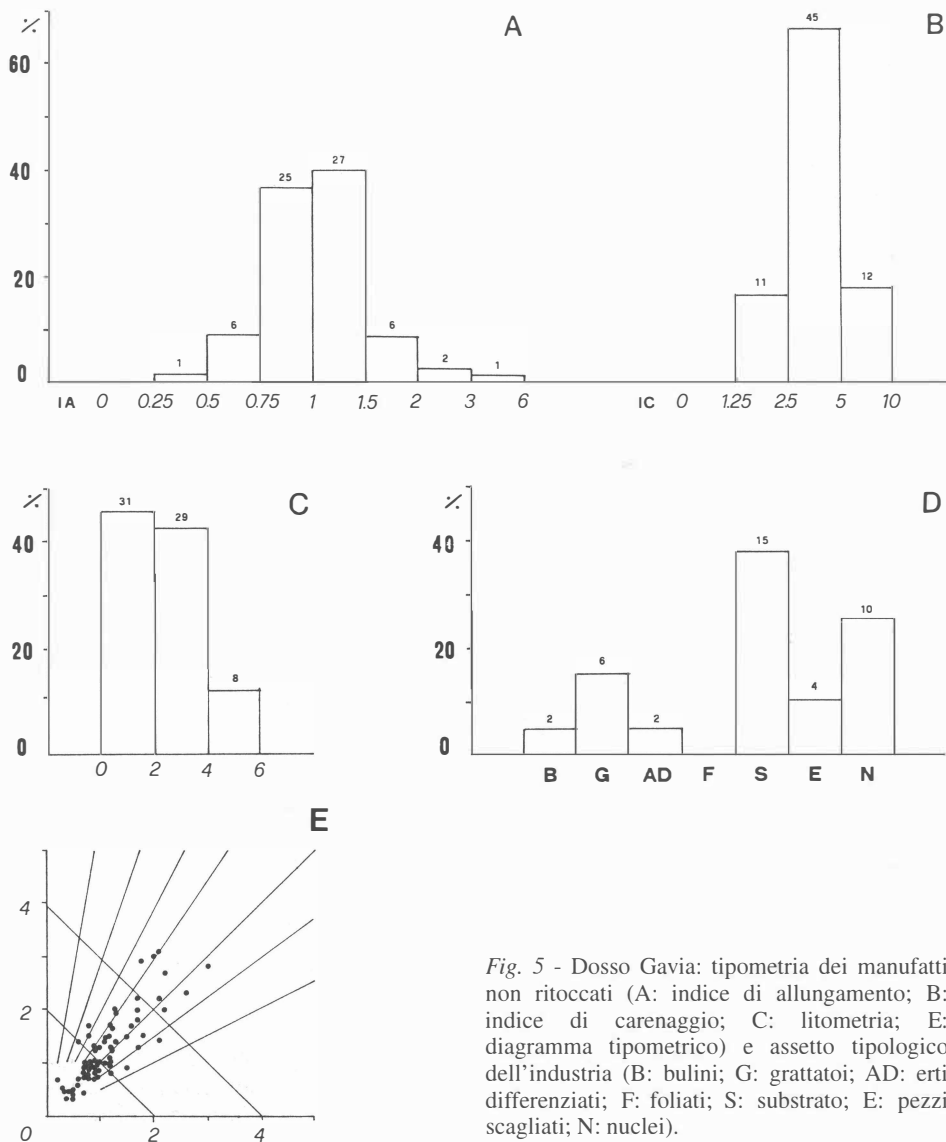 %
A
60
40
20
0
1
6
25
27
6
2
1
IA 0 0.25 0.5 0.75 1 1.5 2 3 6
B
11
45
12
IC 0 1.25 2.5 5 10
%
C
40
20
0
31
29
8
0 2 4 6
%
D
40
20
0
2
6
2
15
4
10
B G AD F S E N
E
4
2
0 2 4
Fig. 5 - Dosso Gavia: tipometria dei manufatti
non ritoccati (A: indice di allungamento; B:
indice di carenaggio; C: litometria; E:
diagramma tipometrico) e assetto tipologico
dell'industria (B: bulini; G: grattatoi; AD: erti
differenziati; F: foliati; S: substrato; E: pezzi
scagliati; N: nuclei).